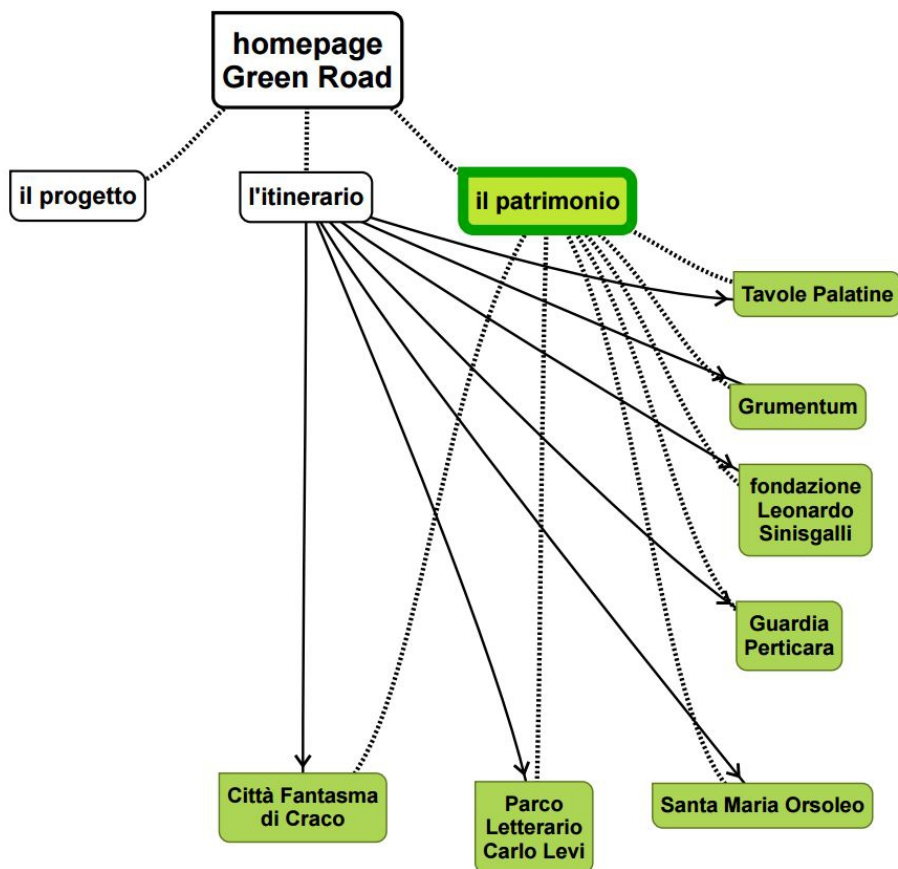 homepage
Green Road
il progetto
l'itinerario
il patrimonio
Tavole Palatine
Grumentum
fondazione
Leonardo
Sinisgalli
Guardia
Perticara
Città Fantasma
di Craco
Parco
Letterario
Carlo Levi
Santa Maria Orsoleo